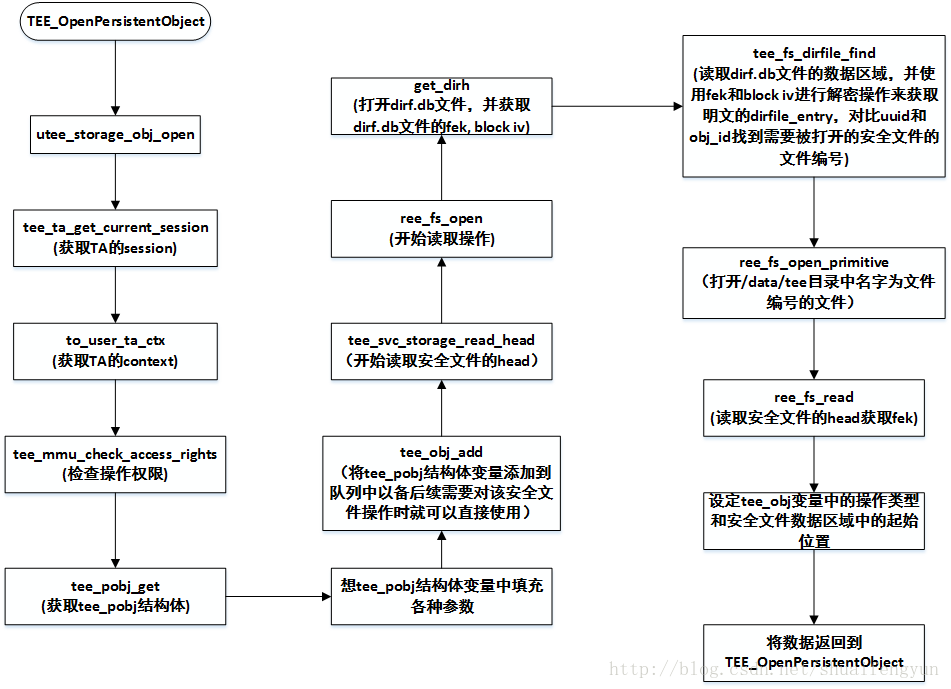 TEE_OpenPersistentObject
utee_storage_obj_open
tee_ta_get_current_session
(获取TA的session)
to_user_ta_ctx
(获取TA的context)
tee_mmu_check_access_rights
(检查操作权限)
tee_pobj_get
(获取tee_pobj结构体)
想tee_pobj结构体变量中填充
各种参数
tee_obj_add
（将tee_pobj结构体变量添加到
队列中以备后续需要对该安全文
件操作时就可以直接使用）
tee_svc_storage_read_head
（开始读取安全文件的head）
ree_fs_open
(开始读取操作)
get_dirh
(打开dirf.db文件，并获取
dirf.db文件的fek, block iv)
tee_fs_dirfile_find
(读取dirf.db文件的数据区域，并使
用fek和block iv进行解密操作来获取
明文的dirfile_entry，对比uuid和
obj_id找到需要被打开的安全文件的
文件编号)
ree_fs_open_primitive
（打开/data/tee目录中名字为文件
编号的文件）
ree_fs_read
(读取安全文件的head获取fek)
设定tee_obj变量中的操作类型
和安全文件数据区域中的起始
位置
将数据返回到
TEE_OpenPersistentObject
http://blog.csdn.net/shuaifengyun